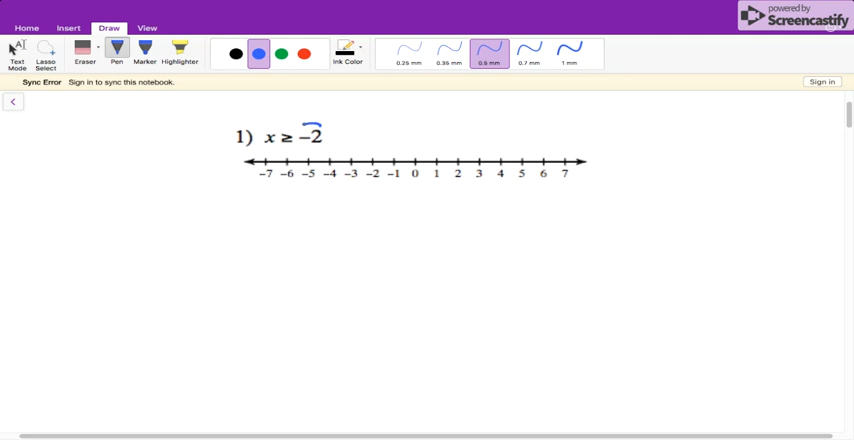 powered by
Screencastify
Home Insert Draw View
Text Mode
Lasso Select
Eraser
Pen
Marker
Highlighter
Ink Color
0.25 mm
0.35 mm
0.5 mm
0.7 mm
1 mm
Sync Error Sign in to sync this notebook. Sign in
1) x ≥ −2
−7 −6 −5 −4 −3 −2 −1 0 1 2 3 4 5 6 7